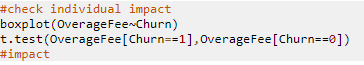 #check individual impact
boxplot(OverageFee~Churn)
t.test(OverageFee[Churn==1],OverageFee[Churn==0])
#impact